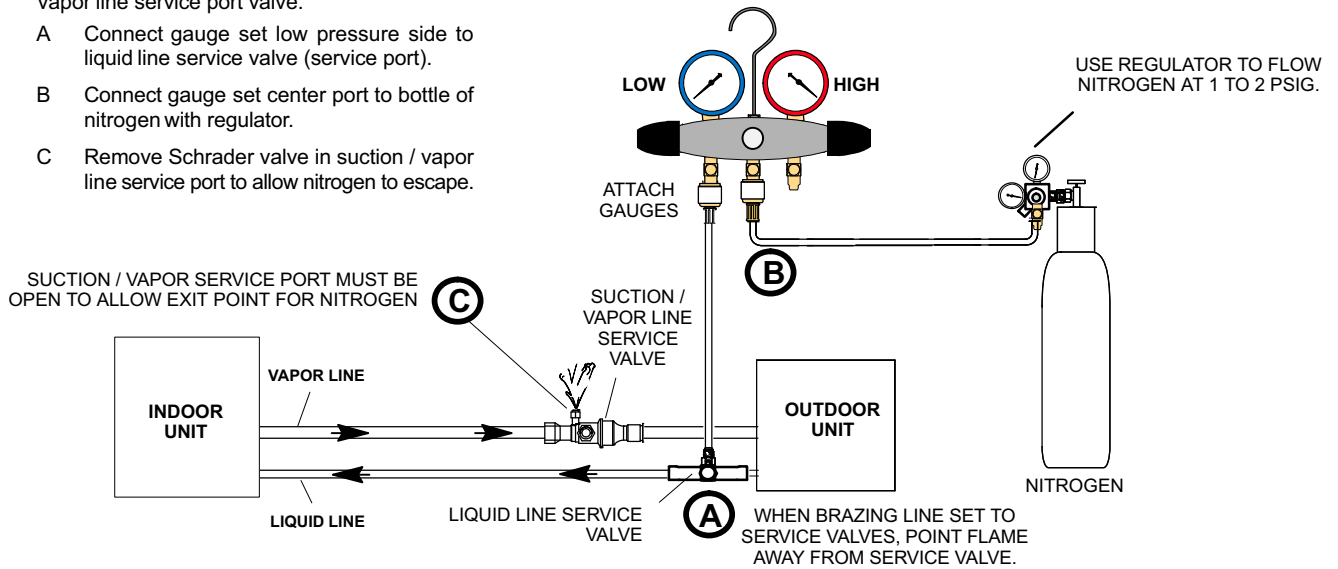 vapor line service port valve.
A Connect gauge set low pressure side to
liquid line service valve (service port).
B Connect gauge set center port to bottle of
nitrogen with regulator.
C Remove Schrader valve in suction / vapor
line service port to allow nitrogen to escape.
LOW
HIGH
USE REGULATOR TO FLOW
NITROGEN AT 1 TO 2 PSIG.
ATTACH
GAUGES
B
SUCTION / VAPOR SERVICE PORT MUST BE
OPEN TO ALLOW EXIT POINT FOR NITROGEN
C
SUCTION /
VAPOR LINE
SERVICE
VALVE
VAPOR LINE
INDOOR
UNIT
OUTDOOR
UNIT
NITROGEN
LIQUID LINE
LIQUID LINE SERVICE
VALVE
A
WHEN BRAZING LINE SET TO
SERVICE VALVES, POINT FLAME
AWAY FROM SERVICE VALVE.